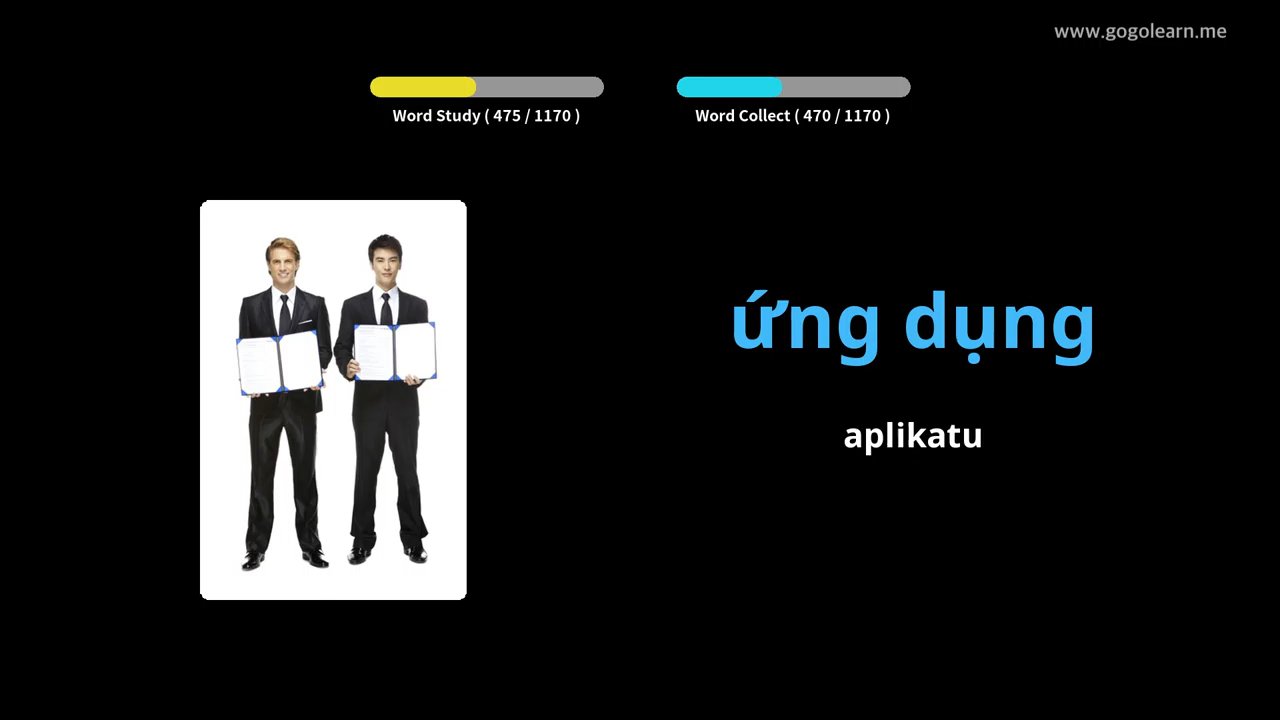 www.gogolearn.me
Word Study ( 475 / 1170 )
Word Collect ( 470 / 1170 )
ứng dụng
aplikatu